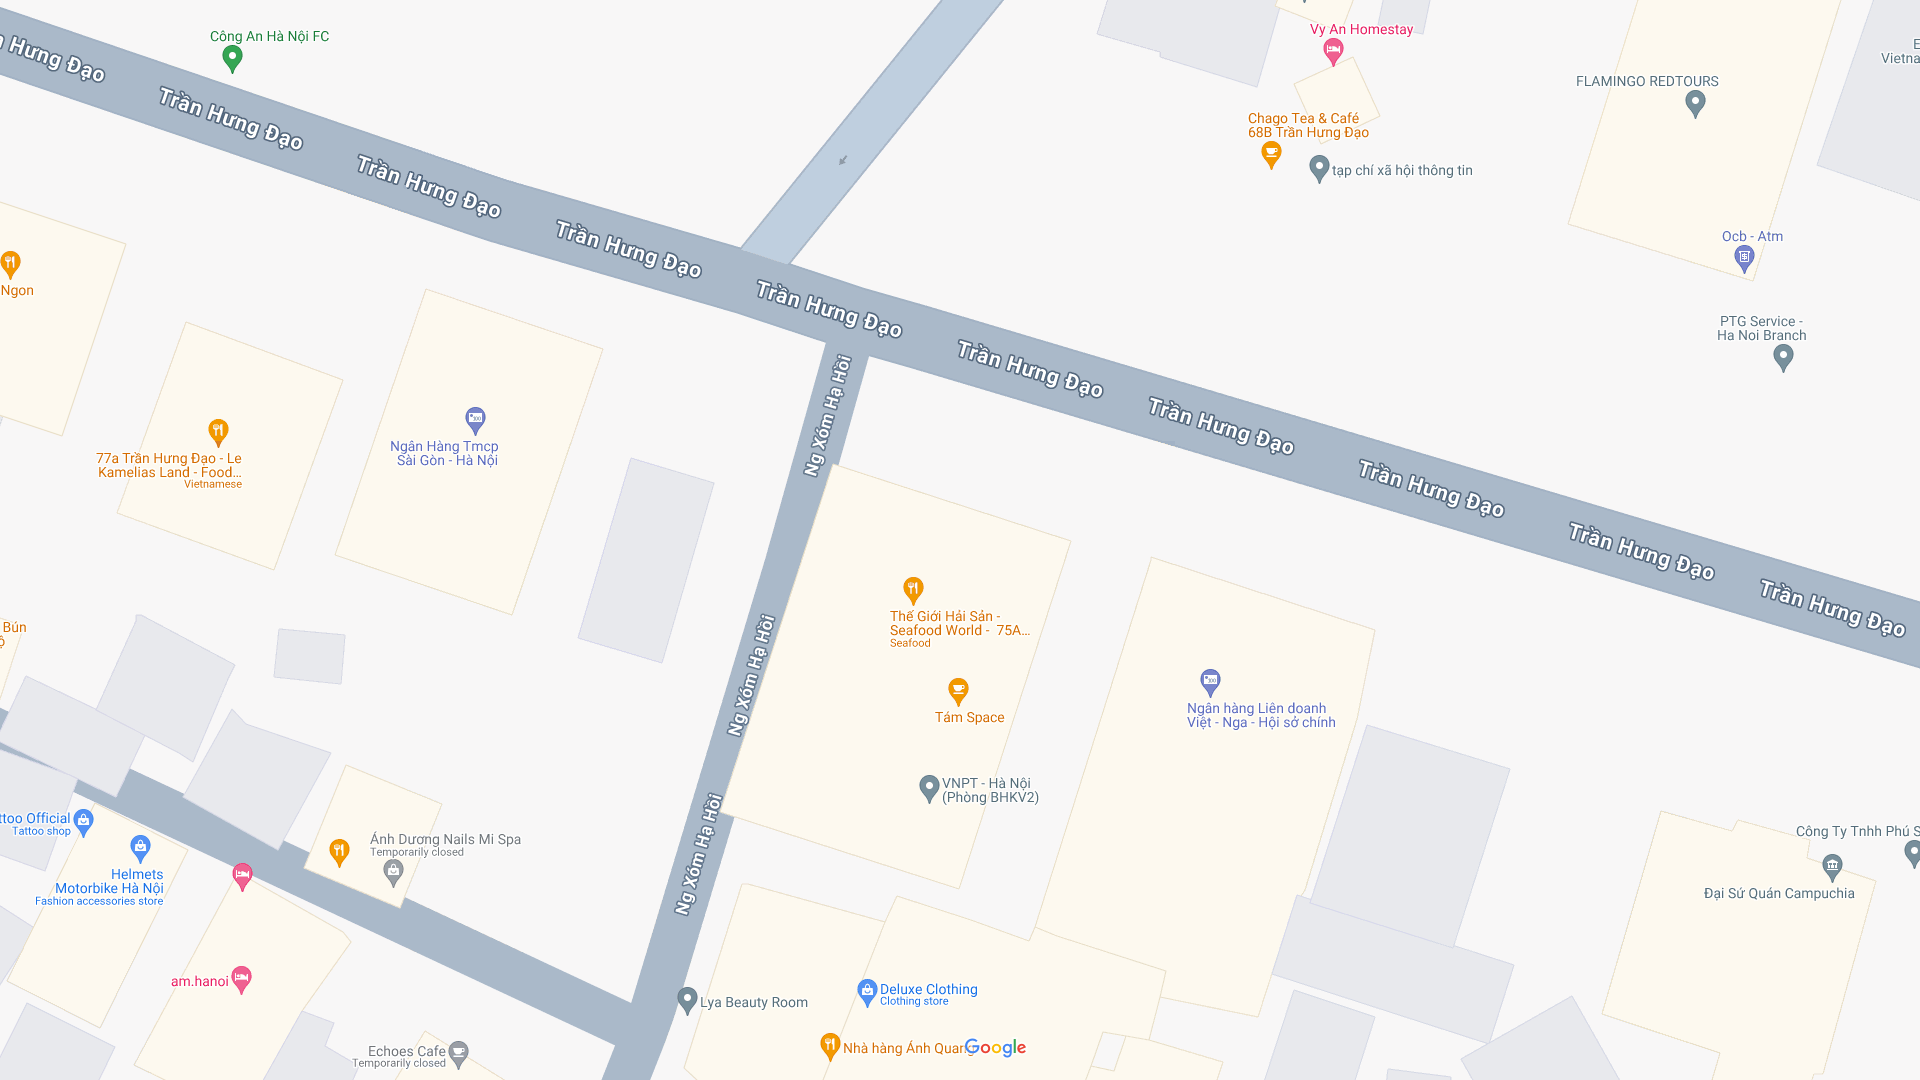 Hưng Đạo
Trần Hưng Đạo
Trần Hưng Đạo
Trần Hưng Đạo
Trần Hưng Đạo
Trần Hưng Đạo
Trần Hưng Đạo
Trần Hưng Đạo
Trần Hưng Đạo
Trần Hưng Đạo
Công An Hà Nội FC
Vy An Homestay
Chago Tea & Café
68B Trần Hưng Đạo
tạp chí xã hội thông tin
FLAMINGO REDTOURS
Vietna
Ocb - Atm
PTG Service -
Ha Noi Branch
Ngon
77a Trần Hưng Đạo - Le
Kamelias Land - Food...
Vietnamese
Ngân Hàng Tmcp
Sài Gòn - Hà Nội
Ng Xóm Hạ Hồi
Ng Xóm Hạ Hồi
Ng Xóm Hạ Hồi
Thế Giới Hải Sản -
Seafood World - 75A...
Seafood
Tám Space
VNPT - Hà Nội
(Phòng BHKV2)
Ngân hàng Liên doanh
Việt - Nga - Hội sở chính
Bún
ttoo Official
Tattoo shop
Helmets
Motorbike Hà Nội
Fashion accessories store
Ánh Dương Nails Mi Spa
Temporarily closed
am.hanoi
Echoes Cafe
Temporarily closed
Lya Beauty Room
Deluxe Clothing
Clothing store
Nhà hàng Ánh Quang
Google
Công Ty Tnhh Phú S
Đại Sứ Quán Campuchia